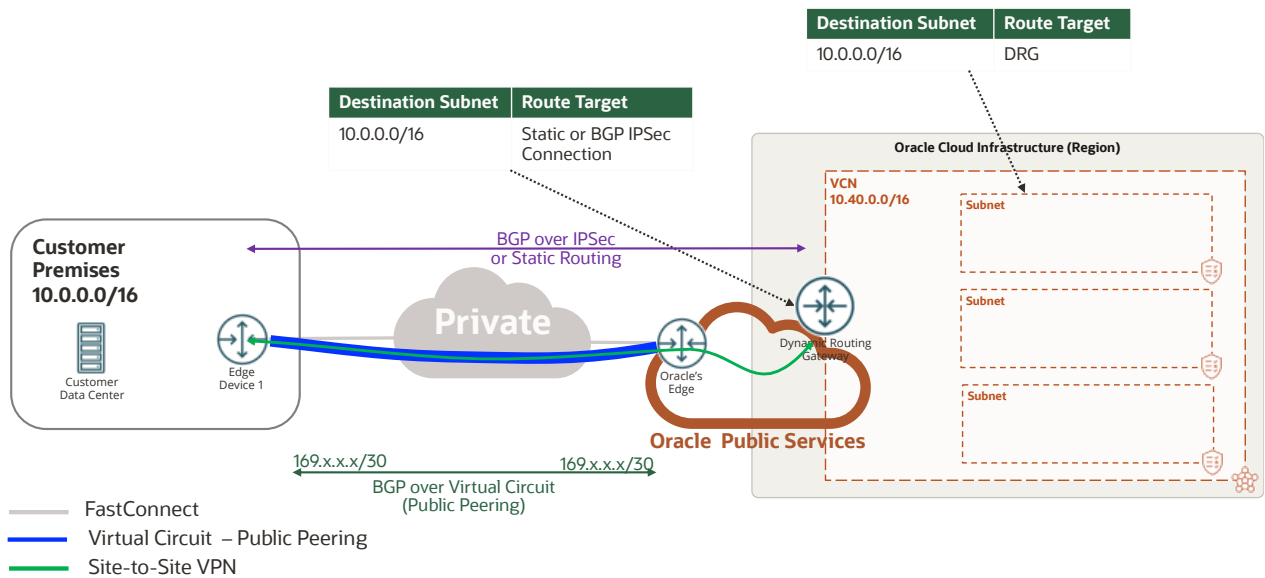 Destination Subnet Route Target
10.0.0.0/16 DRG
Destination Subnet Route Target
10.0.0.0/16 Static or BGP IPSec
Connection
Oracle Cloud Infrastructure (Region)
VCN
10.40.0.0/16
Subnet
Subnet
Subnet
Customer
Premises
10.0.0.0/16
Customer
Data Center
Edge
Device 1
BGP over IPSec
or Static Routing
Private
Oracle's
Edge
Dynamic Routing
Gateway
Oracle Public Services
169.x.x.x/30 169.x.x.x/30
BGP over Virtual Circuit
(Public Peering)
FastConnect
Virtual Circuit – Public Peering
Site-to-Site VPN